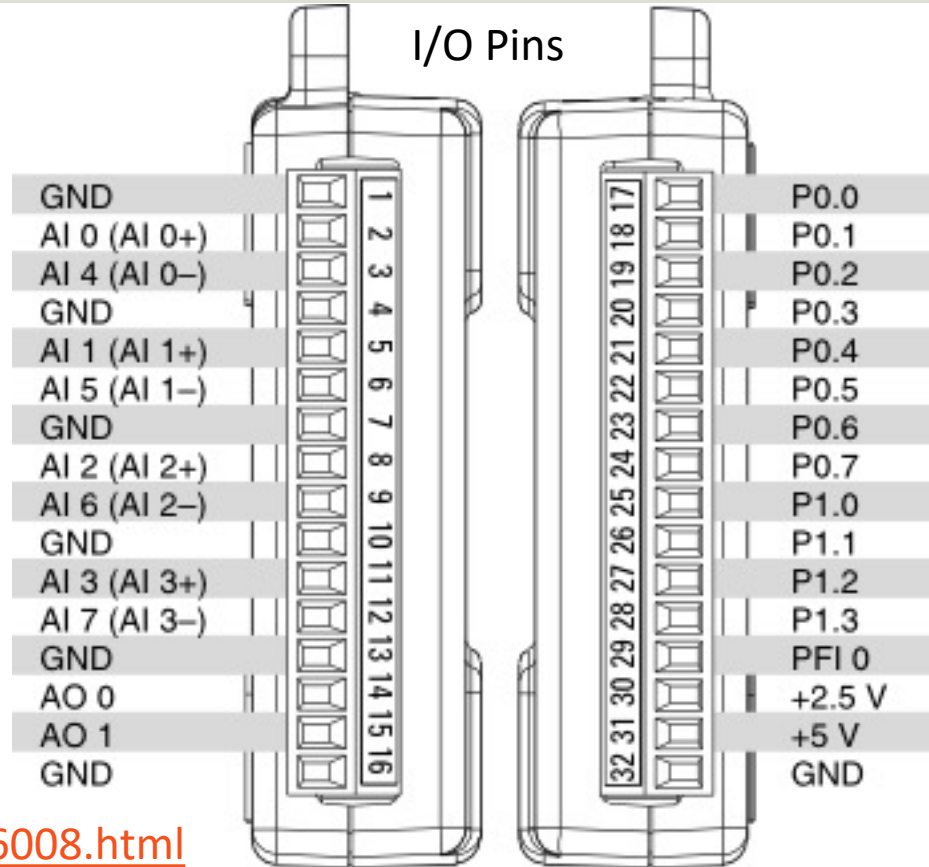 I/O Pins
GND 1 17 P0.0
AI 0 (AI 0+) 2 18 P0.1
AI 4 (AI 0–) 3 19 P0.2
GND 4 20 P0.3
AI 1 (AI 1+) 5 21 P0.4
AI 5 (AI 1–) 6 22 P0.5
GND 7 23 P0.6
AI 2 (AI 2+) 8 24 P0.7
AI 6 (AI 2–) 9 25 P1.0
GND 10 26 P1.1
AI 3 (AI 3+) 11 27 P1.2
AI 7 (AI 3–) 12 28 P1.3
GND 13 29 PFI 0
AO 0 14 30 +2.5 V
AO 1 15 31 +5 V
GND 16 32 GND
6008.html